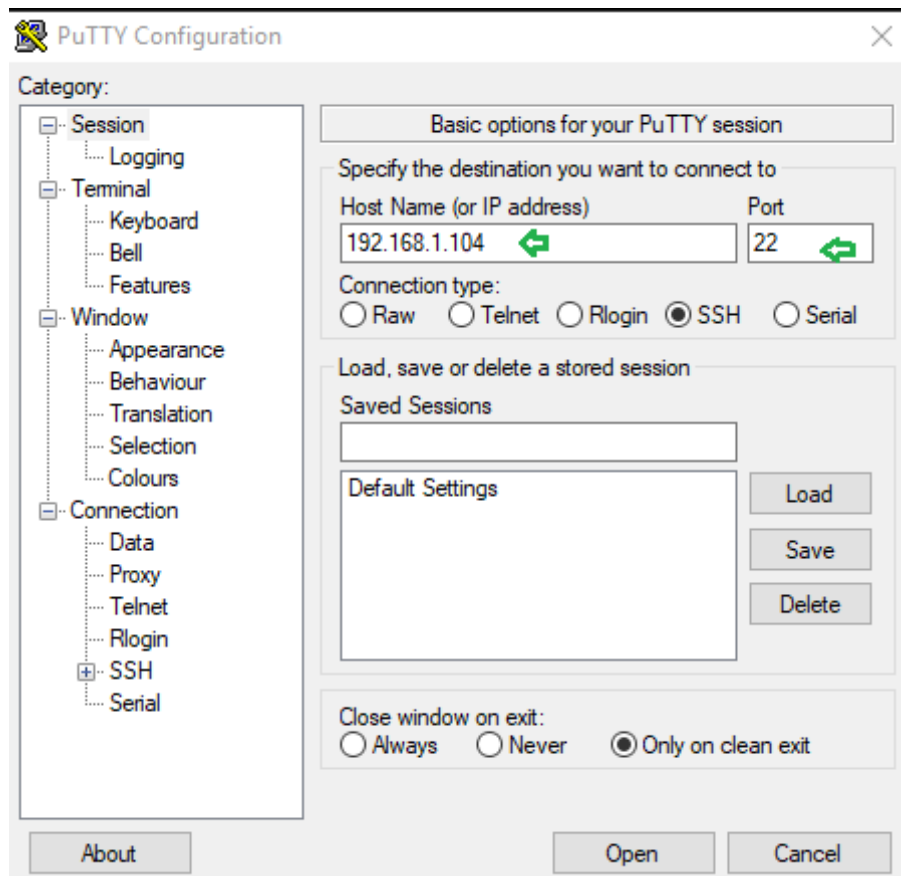 PuTTY Configuration
Category:
Session
Logging
Terminal
Keyboard
Bell
Features
Window
Appearance
Behaviour
Translation
Selection
Colours
Connection
Data
Proxy
Telnet
Rlogin
SSH
Serial
Basic options for your PuTTY session
Specify the destination you want to connect to
Host Name (or IP address) Port
192.168.1.104 22
Connection type:
Raw Telnet Rlogin SSH Serial
Load, save or delete a stored session
Saved Sessions
Default Settings
Load
Save
Delete
Close window on exit:
Always Never Only on clean exit
About Open Cancel